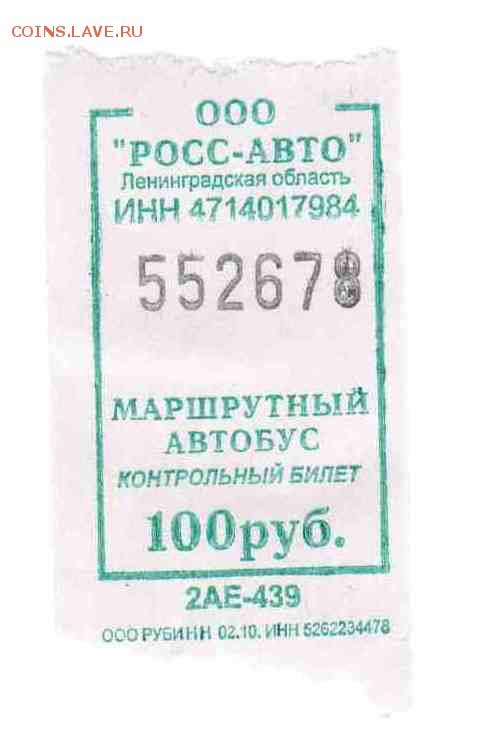 COINS.LAVE.RU
ООО
"РОСС-АВТО"
Ленинградская область
ИНН 4714017984
МАРШРУТНЫЙ
АВТОБУС
КОНТРОЛЬНЫЙ БИЛЕТ
100руб.
2АЕ-439
ООО РУБИНН 02.10. ИНН 5262234478